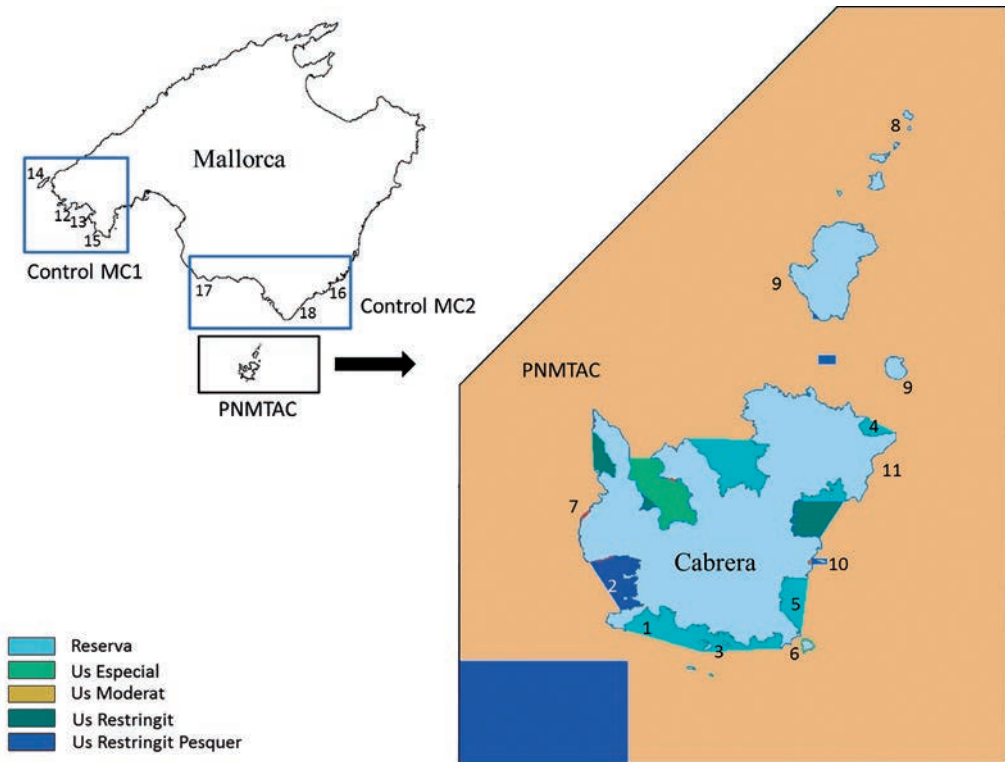 Mallorca
14
12
13
15
Control MC1
17
16
18
Control MC2
PNMTAC
PNMTAC
8
9
9
4
11
7
10
Cabrera
2
5
1
3
6
Reserva
Us Especial
Us Moderat
Us Restringit
Us Restringit Pesquer